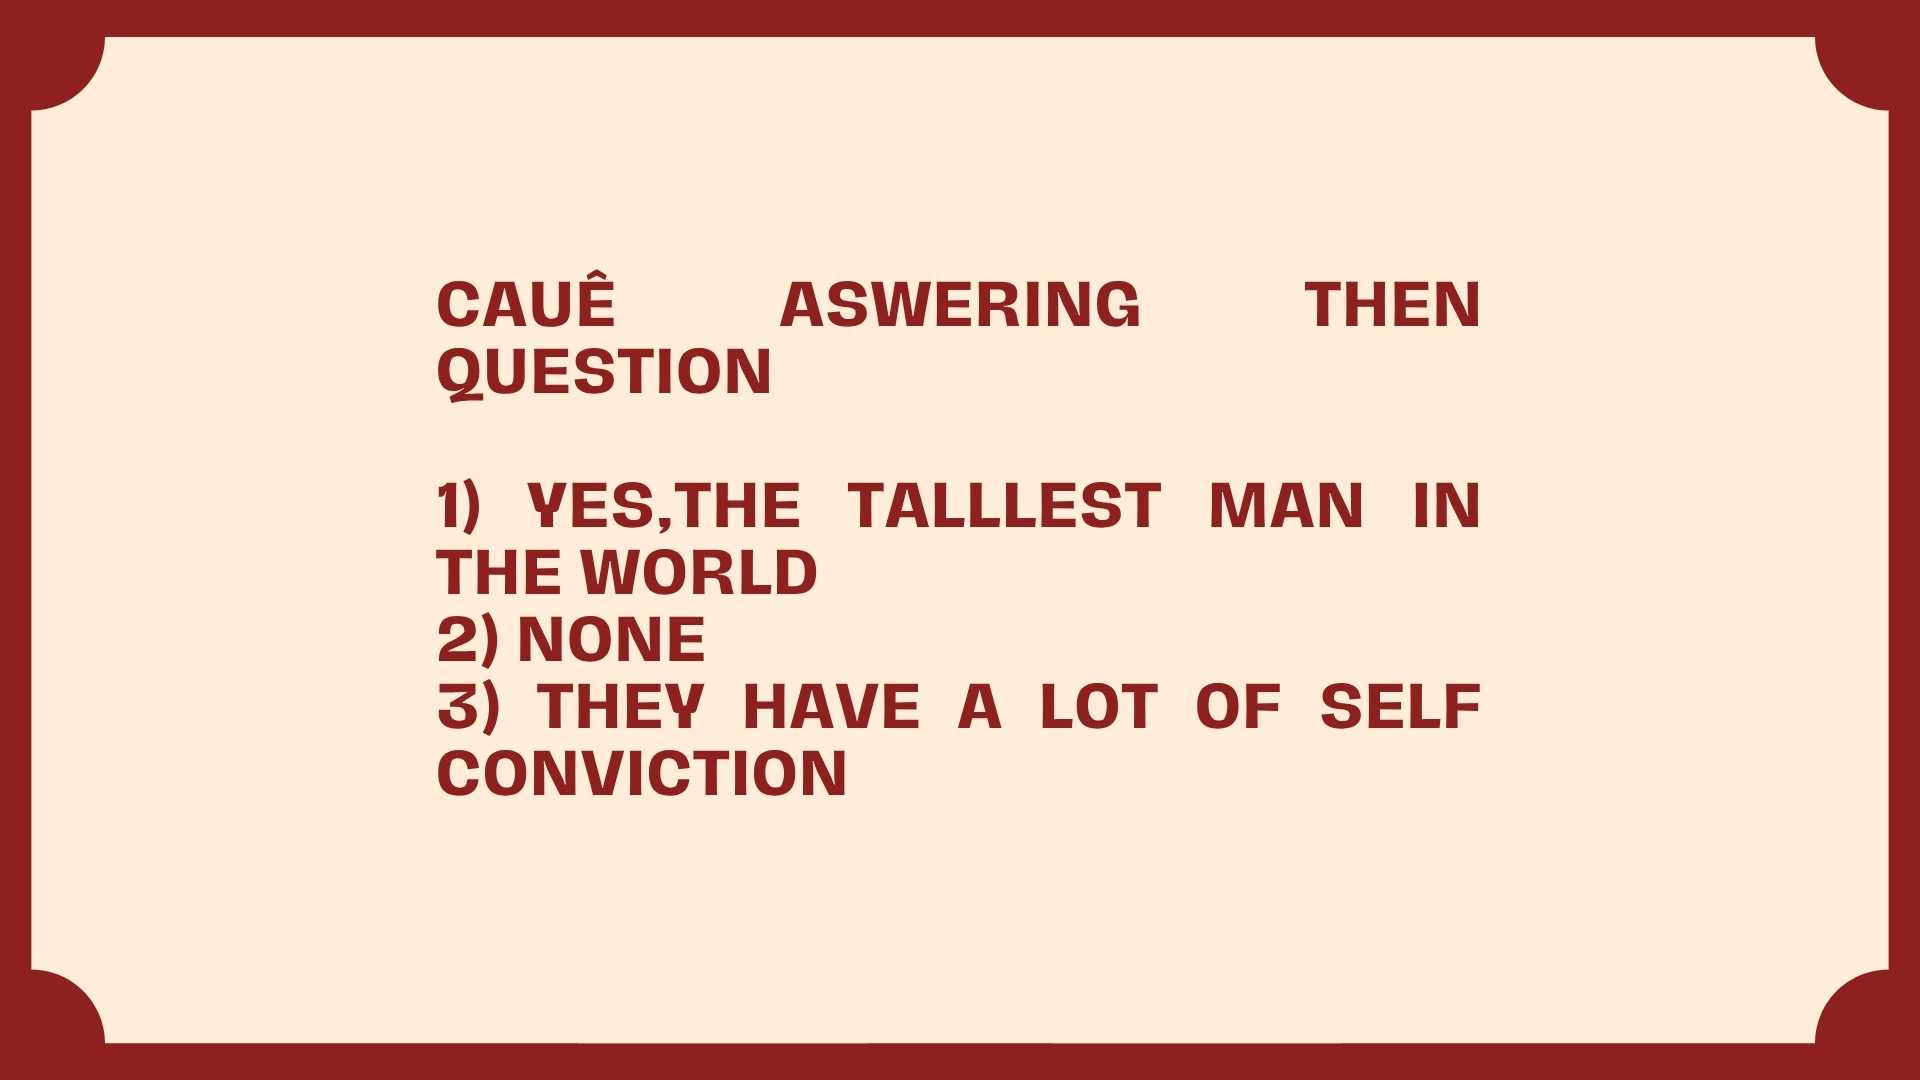 CAUÊ ASWERING THEN
QUESTION
1) YES,THE TALLLEST MAN IN
THE WORLD
2) NONE
3) THEY HAVE A LOT OF SELF
CONVICTION